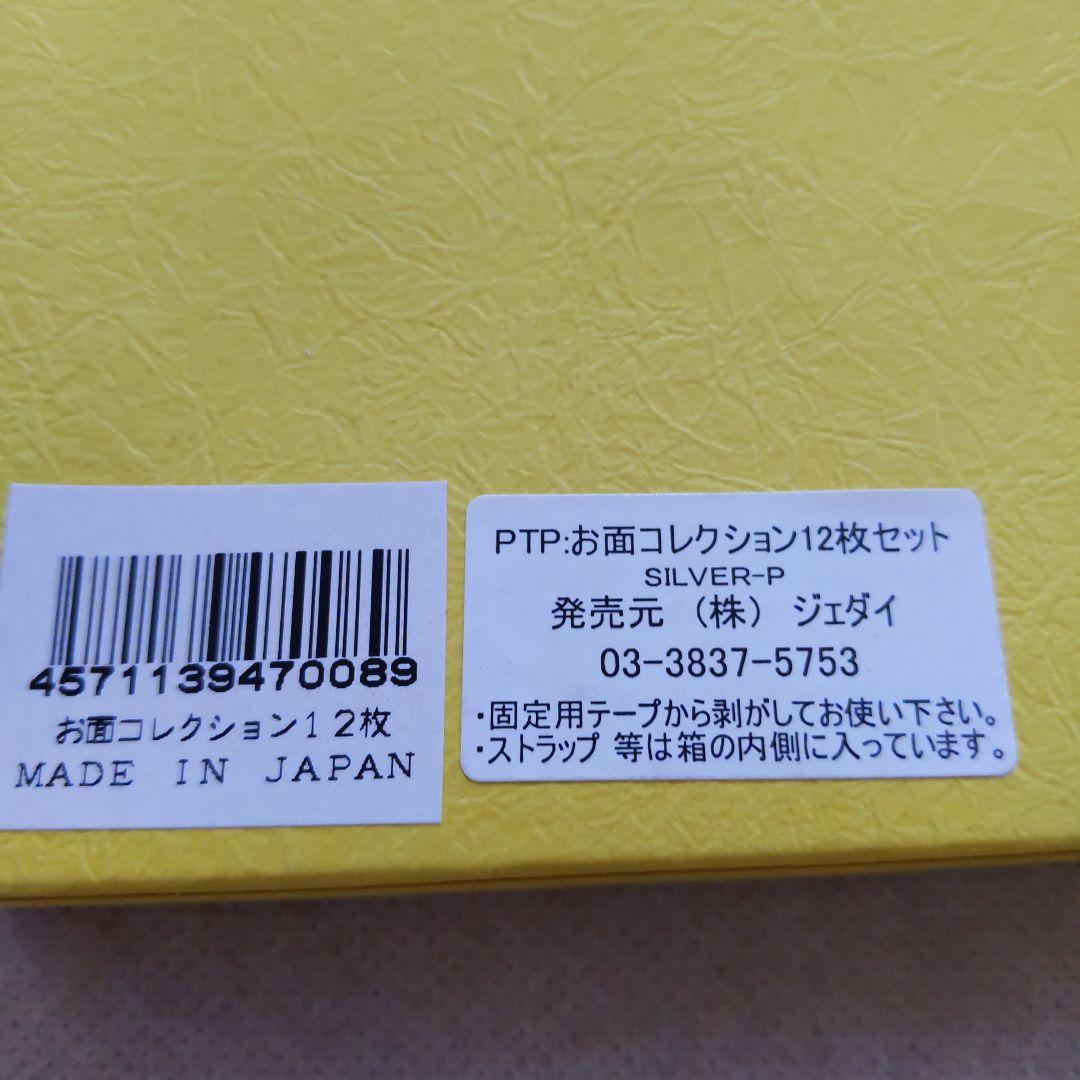 4571139470089
お面コレクション12枚
MADE IN JAPAN
PTP:お面コレクション12枚セット
SILVER-P
発売元 (株) ジェダイ
03-3837-5753
・固定用テープから剥がしてお使い下さい。
・ストラップ 等は箱の内側に入っています。